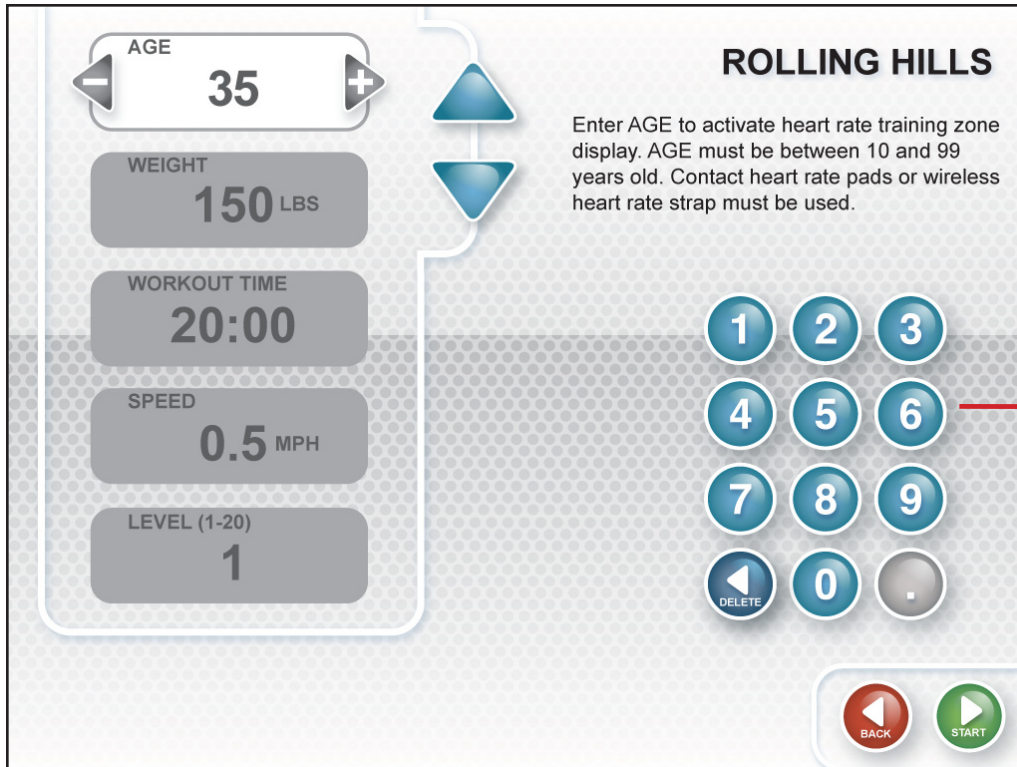 AGE
35
WEIGHT
150 LBS
WORKOUT TIME
20:00
SPEED
0.5 MPH
LEVEL (1-20)
1
ROLLING HILLS
Enter AGE to activate heart rate training zone
display. AGE must be between 10 and 99
years old. Contact heart rate pads or wireless
heart rate strap must be used.
1 2 3
4 5 6
7 8 9
DELETE 0 .
BACK START